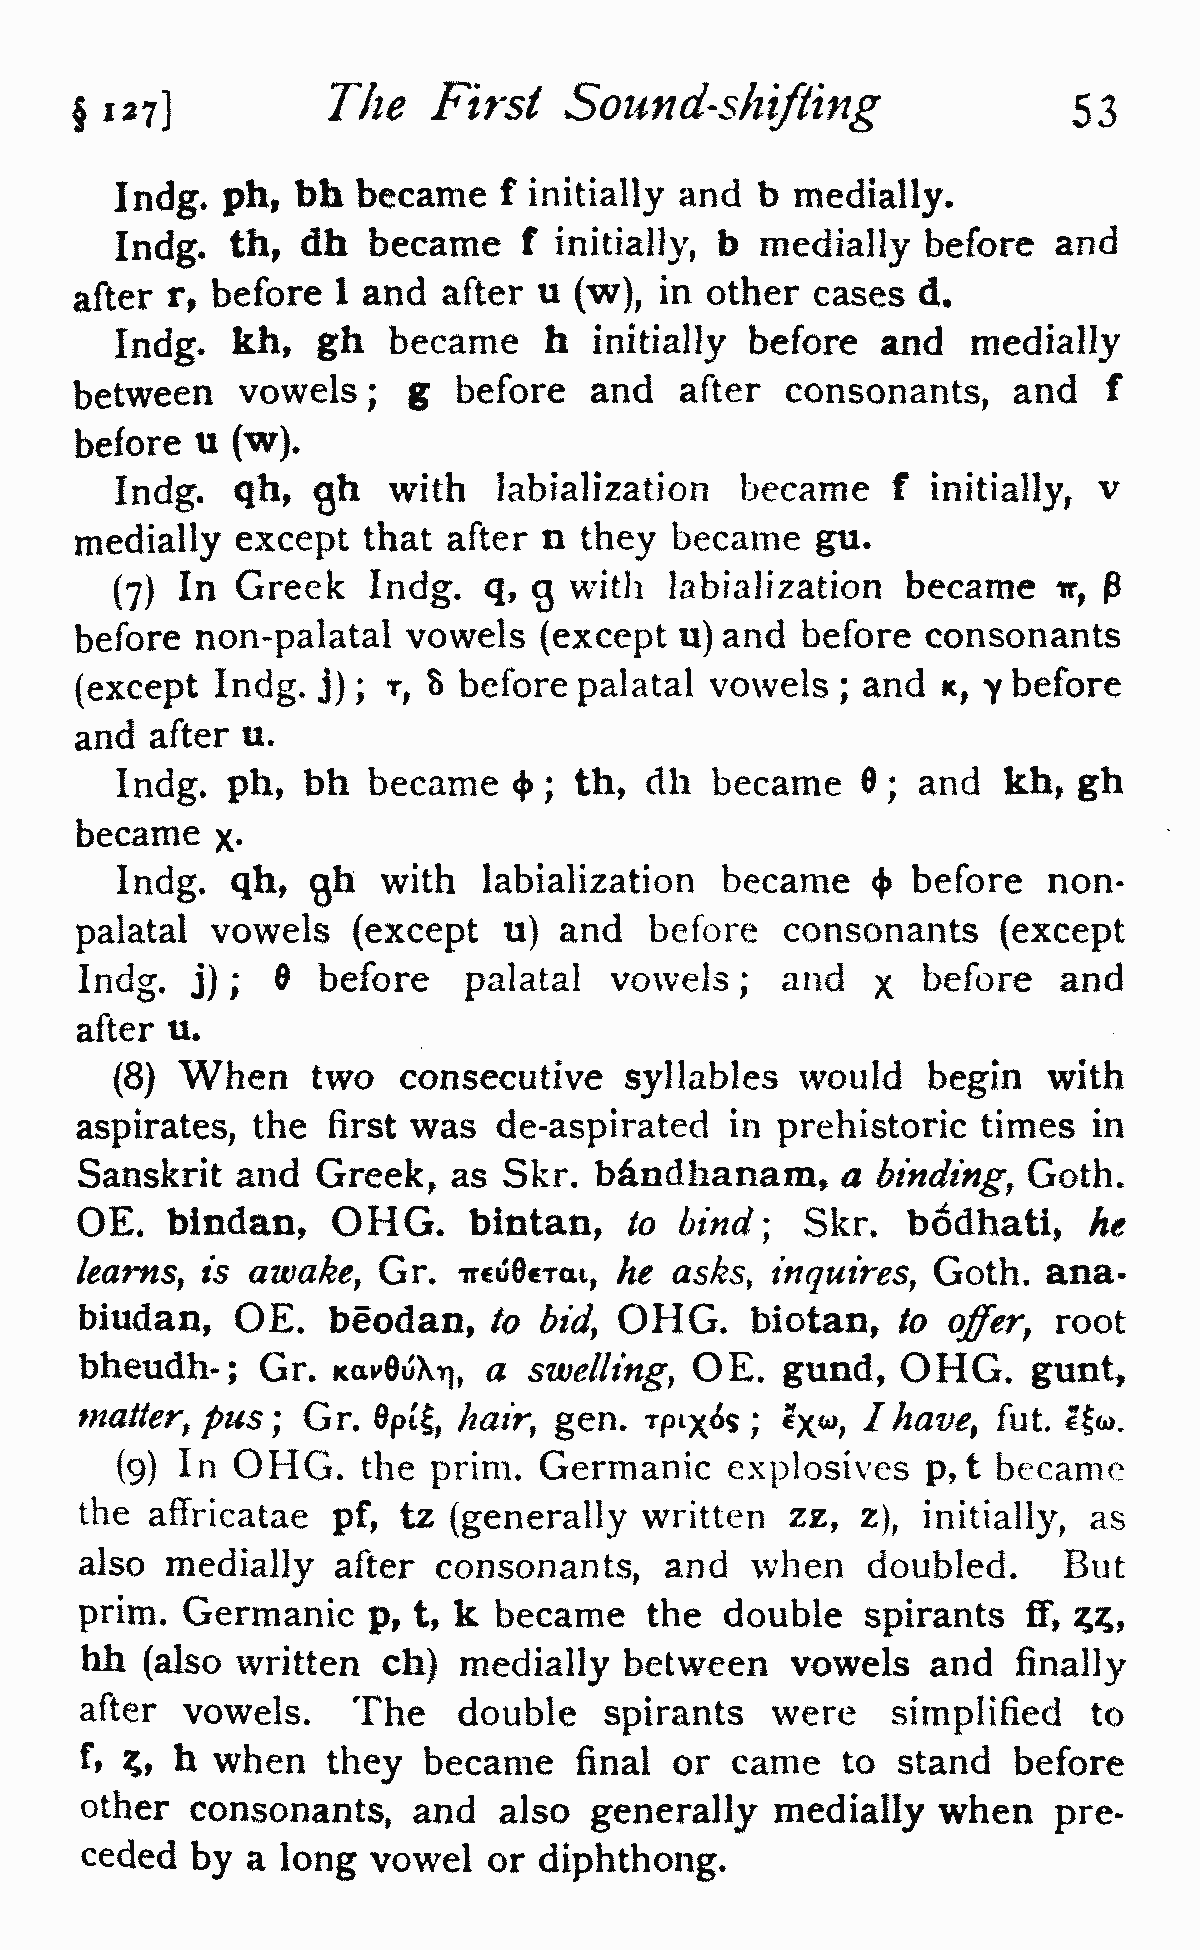 § 127] The First Sound-shifting 53
Indg. ph, bh became f initially and b medially.
Indg. th, dh became f initially, b medially before and
after r, before l and after u (w), in other cases d.
Indg. kh, gh became h initially before and medially
between vowels; g before and after consonants, and f
before u (w).
Indg. qh, ɡh with labialization became f initially, v
medially except that after n they became gu.
(7) In Greek Indg. q, ɡ with labialization became π, β
before non-palatal vowels (except u) and before consonants
(except Indg. j); τ, δ before palatal vowels; and κ, γ before
and after u.
Indg. ph, bh became φ; th, dh became θ; and kh, gh
became χ.
Indg. qh, ɡh with labialization became φ before non-
palatal vowels (except u) and before consonants (except
Indg. j); θ before palatal vowels; and χ before and
after u.
(8) When two consecutive syllables would begin with
aspirates, the first was de-aspirated in prehistoric times in
Sanskrit and Greek, as Skr. bándhanam, a binding, Goth.
OE. bindan, OHG. bintan, to bind; Skr. bódhati, he
learns, is awake, Gr. πεύθεται, he asks, inquires, Goth. ana-
biudan, OE. bēodan, to bid, OHG. biotan, to offer, root
bheudh-; Gr. κανθύλη, a swelling, OE. gund, OHG. gunt,
matter, pus; Gr. θρίξ, hair, gen. τριχός; ἔχω, I have, fut. ἕξω.
(9) In OHG. the prim. Germanic explosives p, t became
the affricatae pf, tz (generally written zz, z), initially, as
also medially after consonants, and when doubled. But
prim. Germanic p, t, k became the double spirants ff, ȥȥ,
hh (also written ch) medially between vowels and finally
after vowels. The double spirants were simplified to
f, ȥ, h when they became final or came to stand before
other consonants, and also generally medially when pre-
ceded by a long vowel or diphthong.